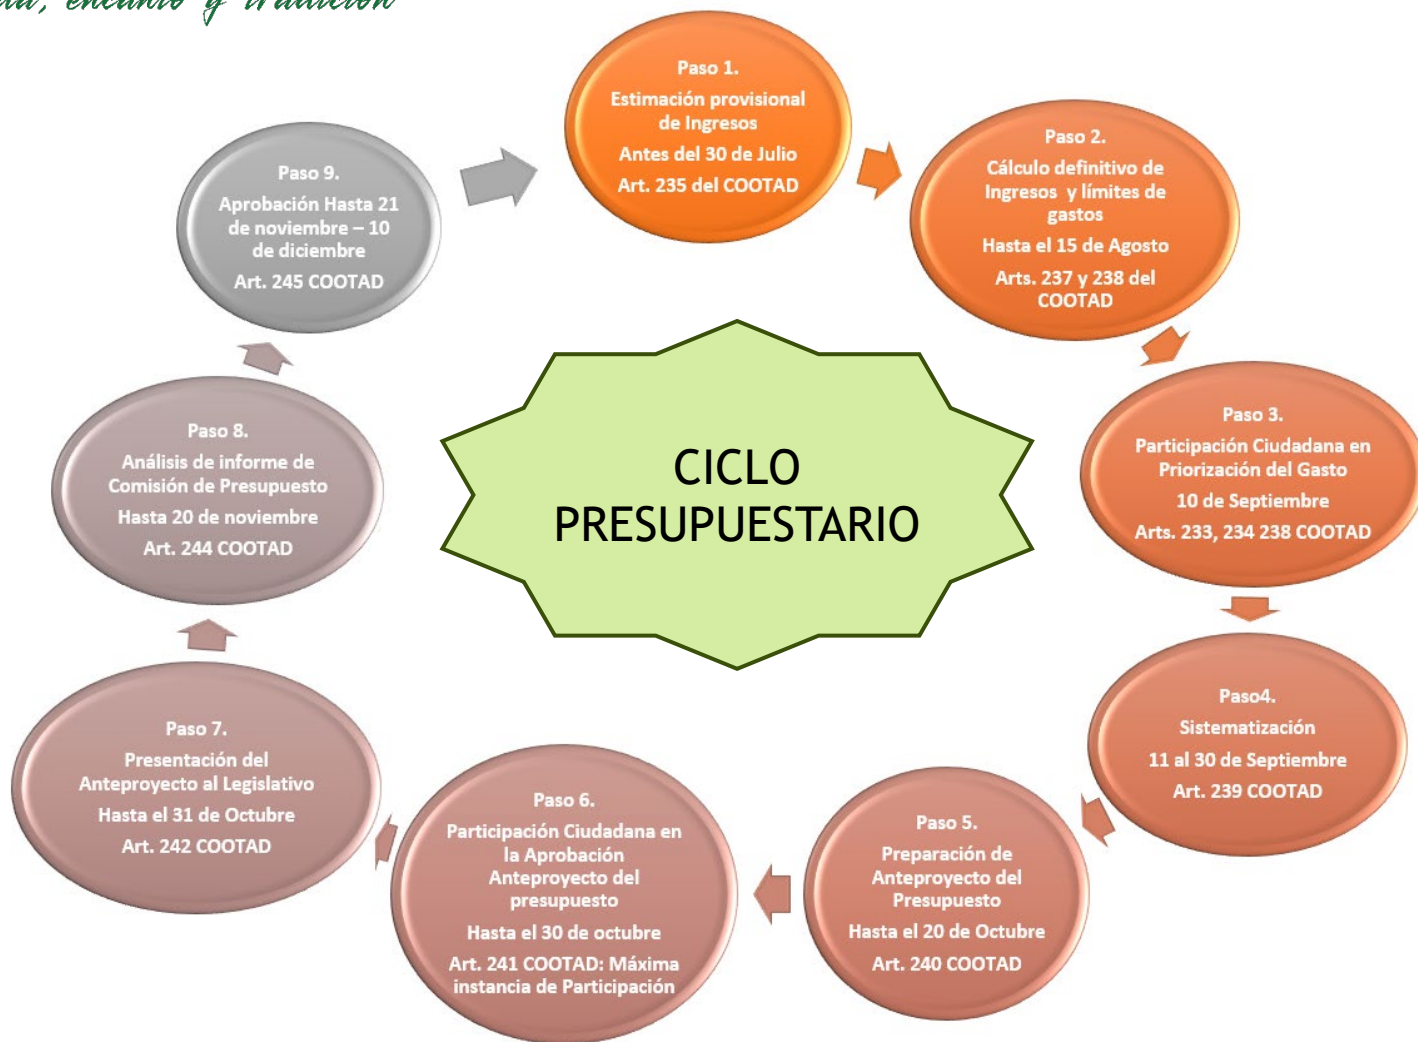 encanto y tradición
Paso 1.
Estimación provisional
de Ingresos
Antes del 30 de Julio
Art. 235 del COOTAD
Paso 2.
Cálculo definitivo de
Ingresos y límites de
gastos
Hasta el 15 de Agosto
Arts. 237 y 238 del
COOTAD
Paso 3.
Participación Ciudadana en
Priorización del Gasto
10 de Septiembre
Arts. 233, 234 238 COOTAD
Paso4.
Sistematización
11 al 30 de Septiembre
Art. 239 COOTAD
Paso 5.
Preparación de
Anteproyecto del
Presupuesto
Hasta el 20 de Octubre
Art. 240 COOTAD
Paso 6.
Participación Ciudadana en
la Aprobación
Anteproyecto del
presupuesto
Hasta el 30 de octubre
Art. 241 COOTAD: Máxima
instancia de Participación
Paso 7.
Presentación del
Anteproyecto al Legislativo
Hasta el 31 de Octubre
Art. 242 COOTAD
Paso 8.
Análisis de informe de
Comisión de Presupuesto
Hasta 20 de noviembre
Art. 244 COOTAD
Paso 9.
Aprobación Hasta 21
de noviembre – 10
de diciembre
Art. 245 COOTAD
CICLO
PRESUPUESTARIO